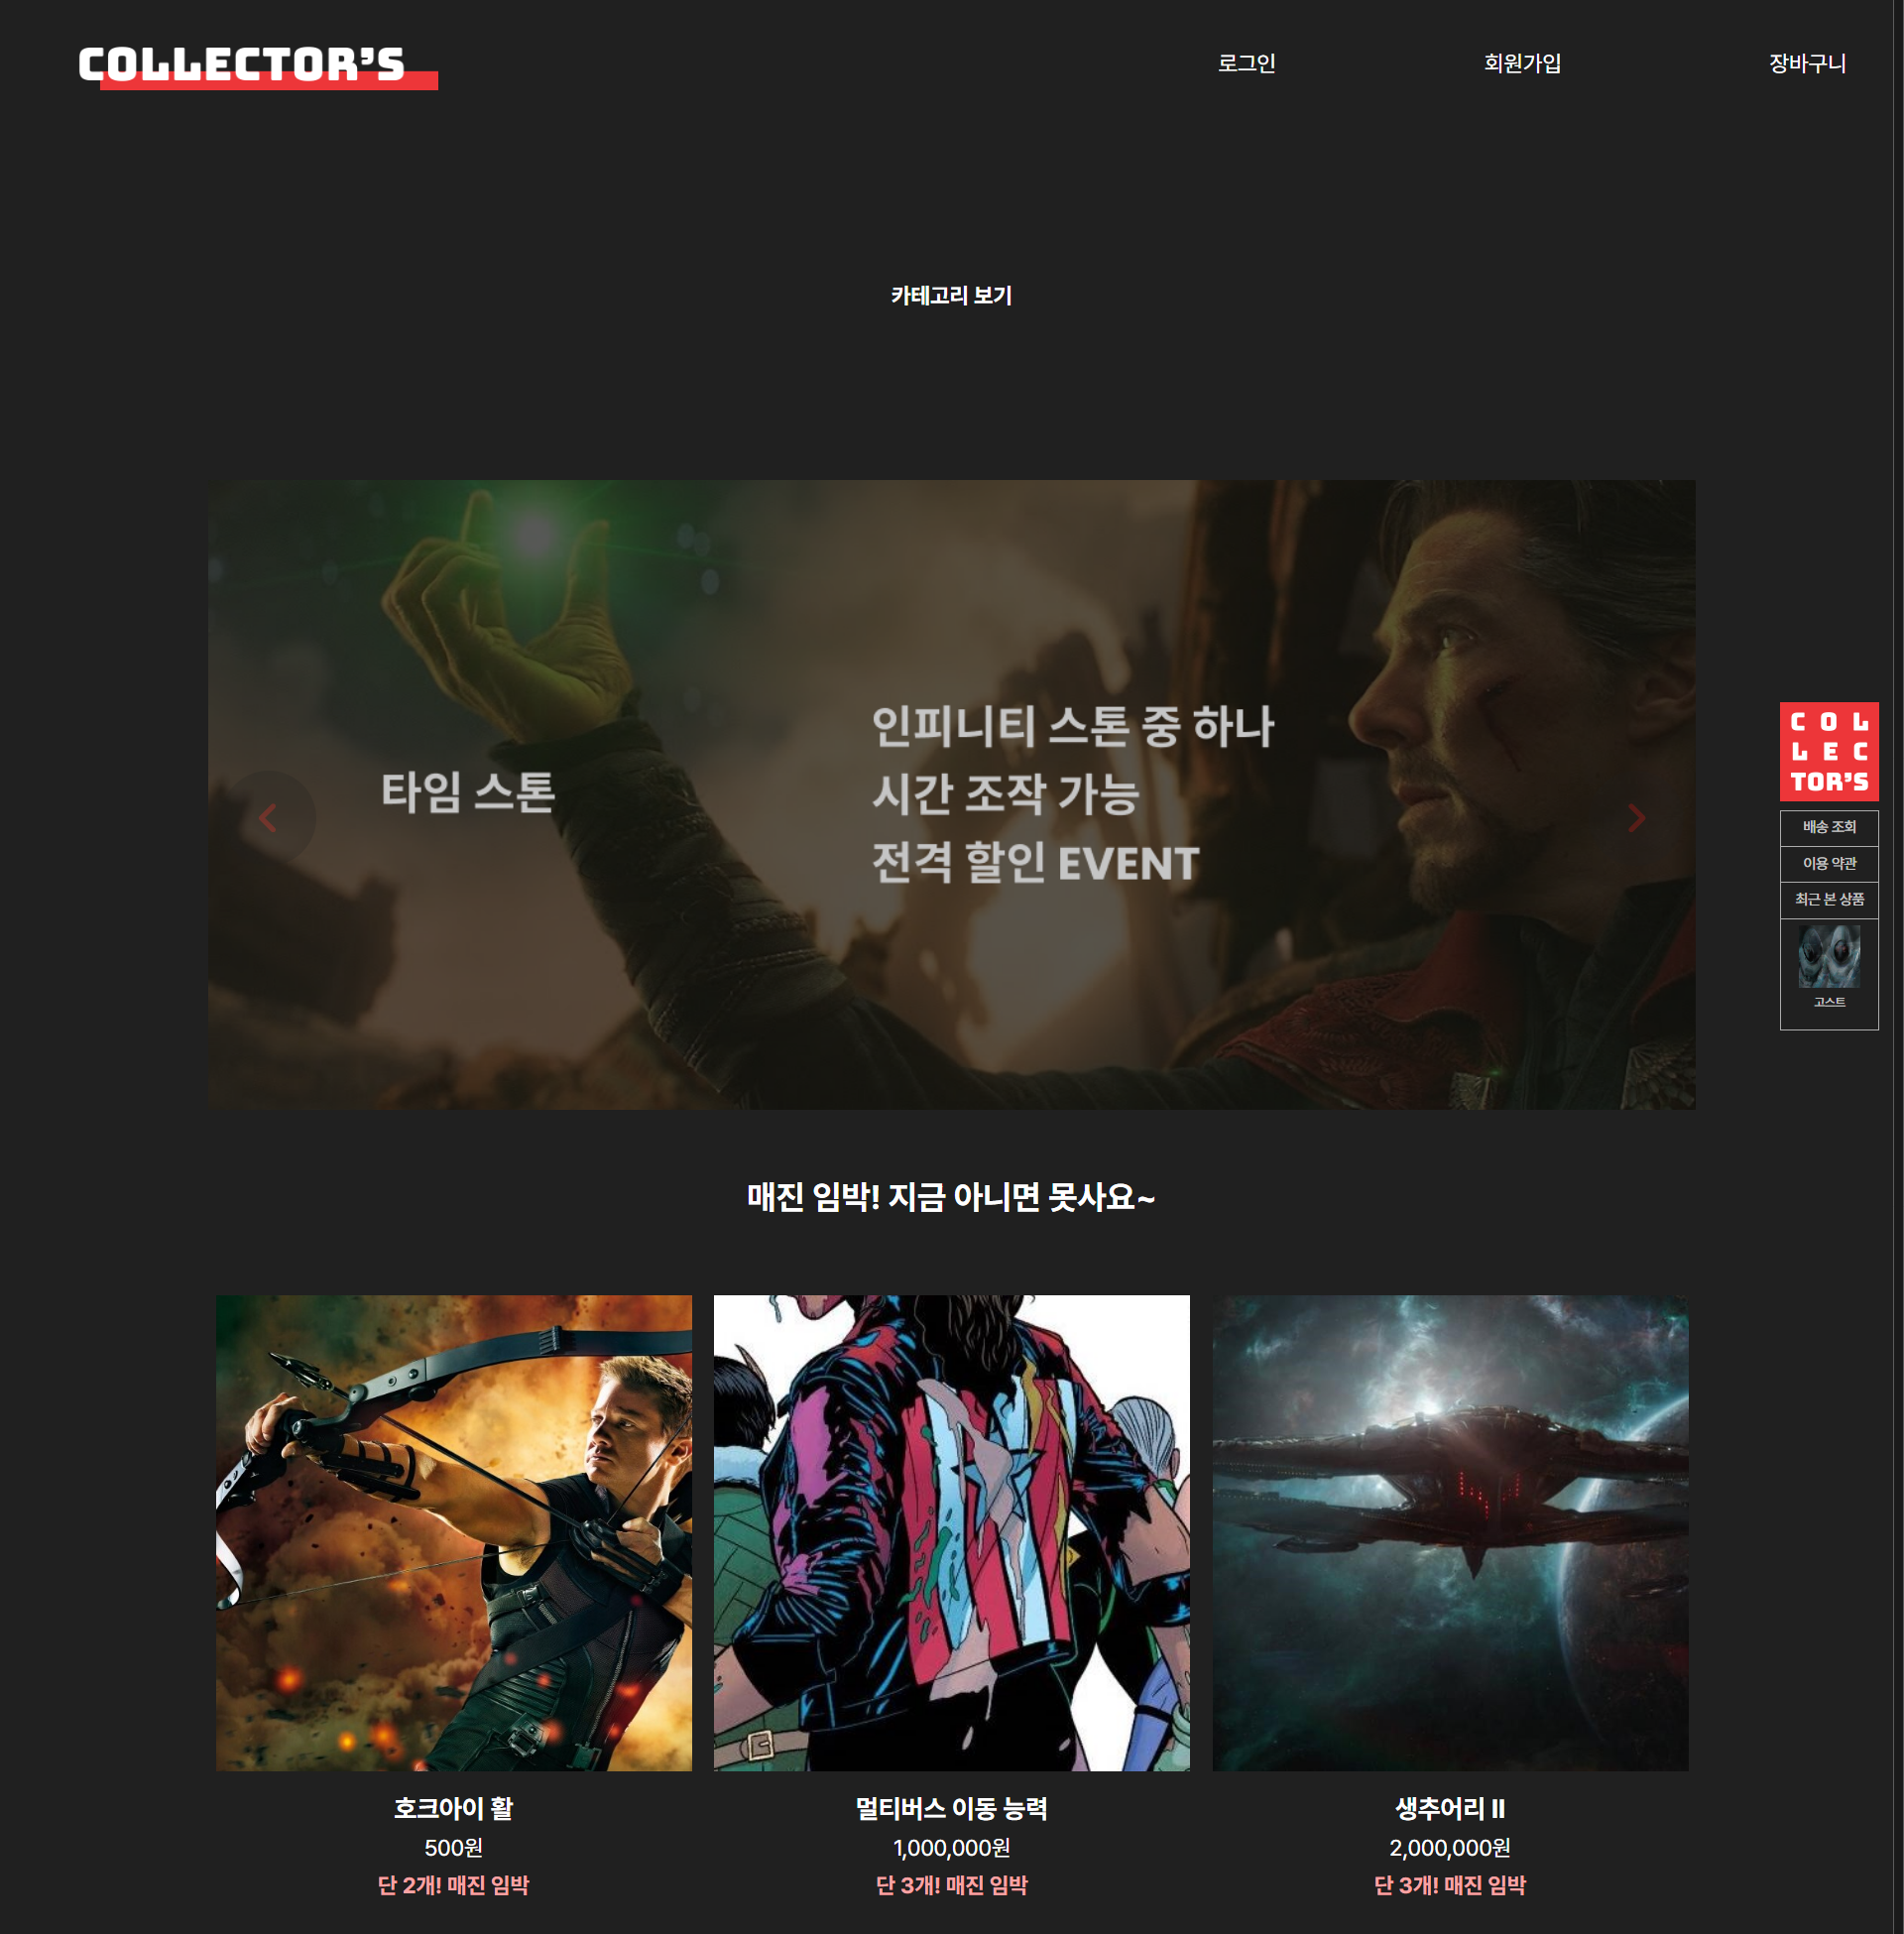 COLLECTOR'S
로그인
회원가입
장바구니
카테고리 보기
타임 스톤
인피니티 스톤 중 하나
시간 조작 가능
전격 할인 EVENT
COL
LEC
TOR'S
배송 조회
이용 약관
최근 본 상품
고스트
매진 임박! 지금 아니면 못사요~
호크아이 활
500원
단 2개! 매진 임박
멀티버스 이동 능력
1,000,000원
단 3개! 매진 임박
생추어리 II
2,000,000원
단 3개! 매진 임박